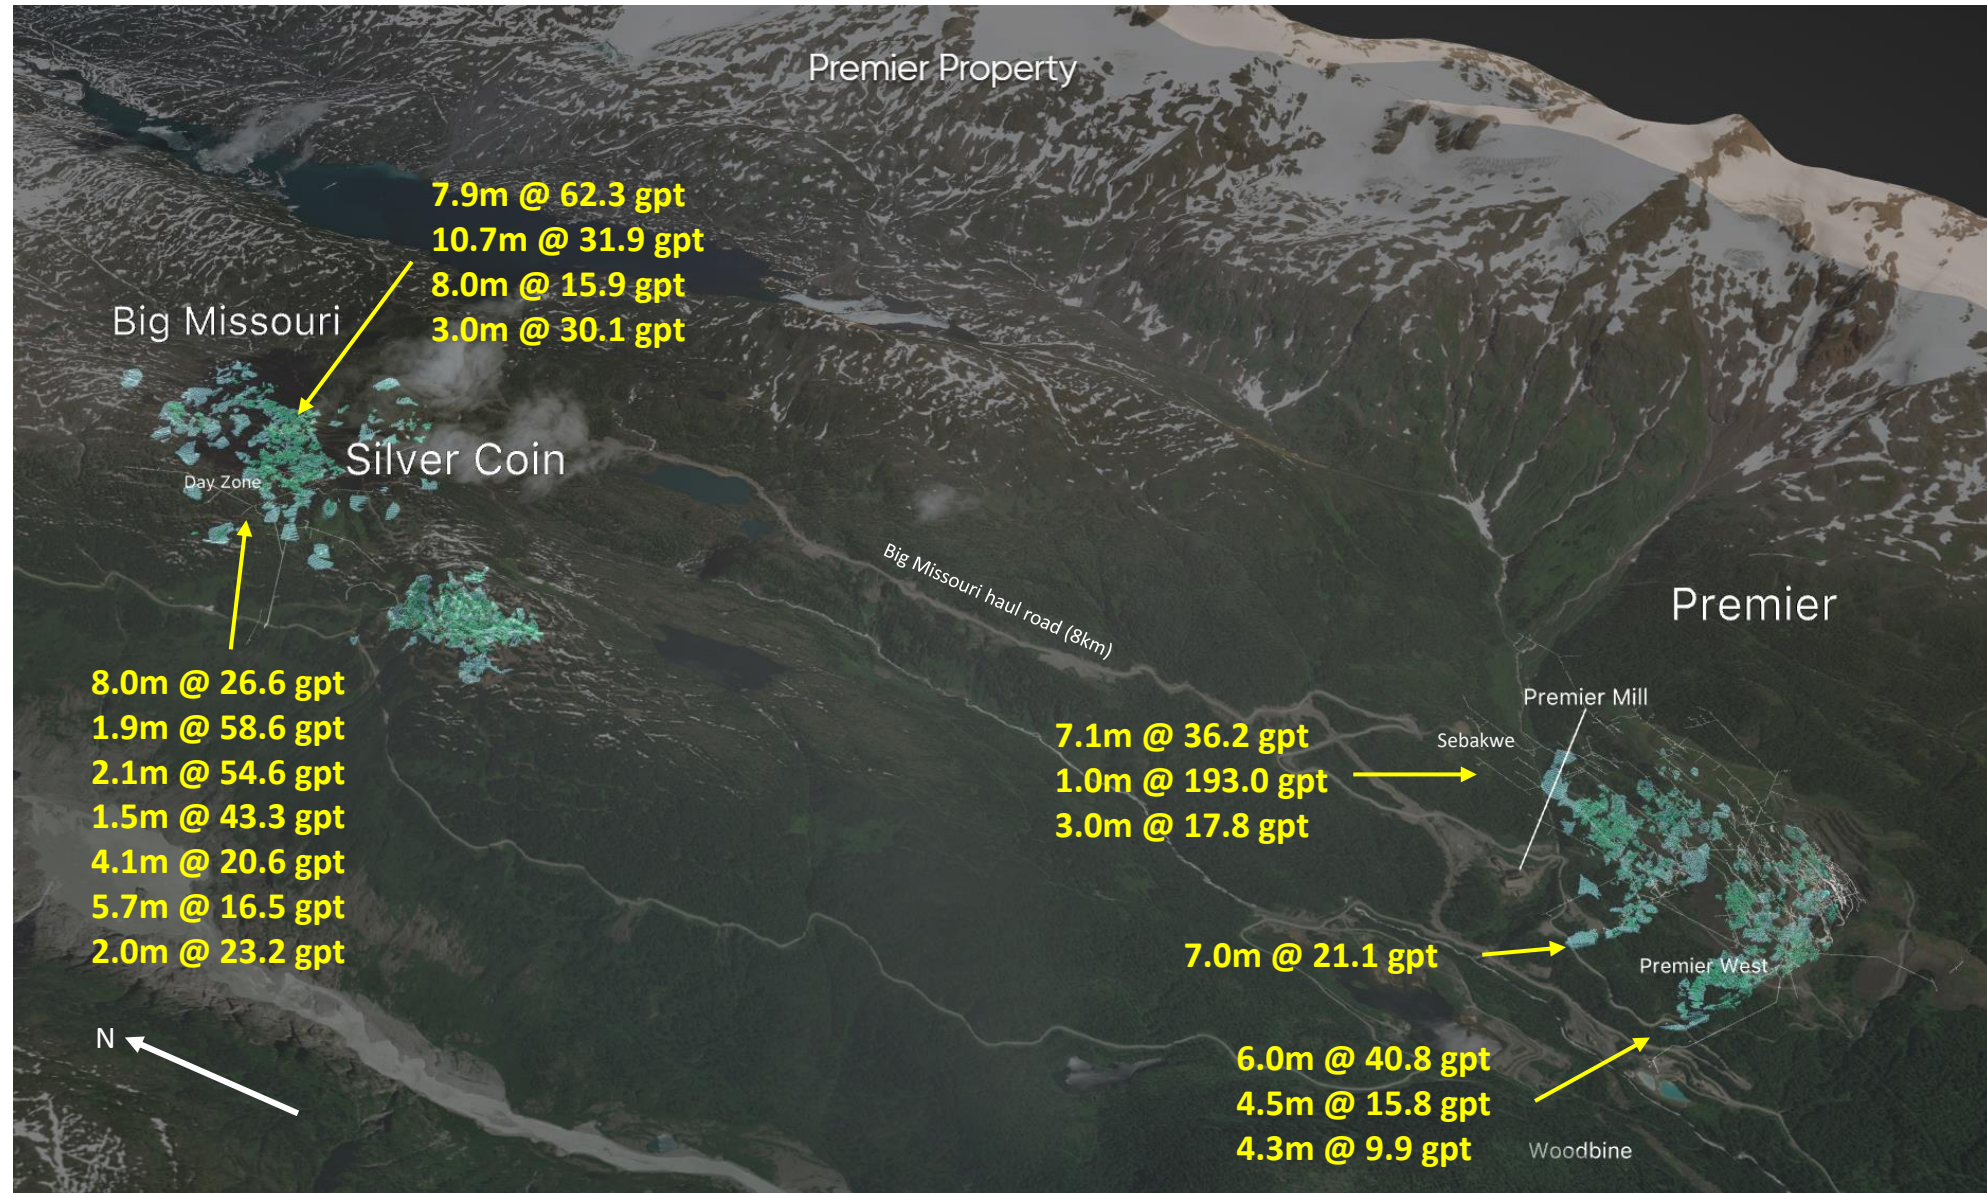 Premier Property
7.9m @ 62.3 gpt
10.7m @ 31.9 gpt
8.0m @ 15.9 gpt
3.0m @ 30.1 gpt
Big Missouri
Silver Coin
Day Zone
Big Missouri haul road (8km)
Premier
8.0m @ 26.6 gpt
1.9m @ 58.6 gpt
2.1m @ 54.6 gpt
1.5m @ 43.3 gpt
4.1m @ 20.6 gpt
5.7m @ 16.5 gpt
2.0m @ 23.2 gpt
Premier Mill
Sebakwe
7.1m @ 36.2 gpt
1.0m @ 193.0 gpt
3.0m @ 17.8 gpt
7.0m @ 21.1 gpt
Premier West
N
6.0m @ 40.8 gpt
4.5m @ 15.8 gpt
4.3m @ 9.9 gpt
Woodbine